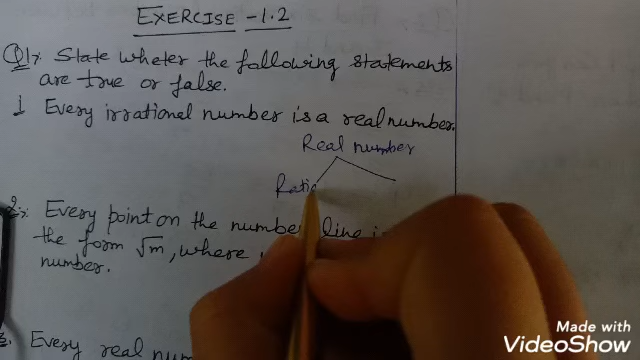 EXERCISE - 1.2
Q1: State wheter the following statements
are true or false.
i Every irrational number is a real number.
Real number
Ratio
Every point on the number line i
the form √m, where
number.
Every real num
Made with
VideoShow